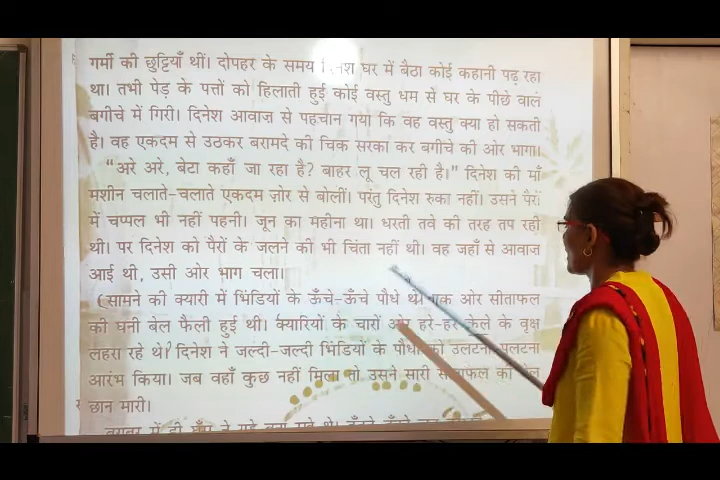 गर्मी की छुट्टियाँ थीं। दोपहर के समय घर में बैठा कोई कहानी पढ़ रहा
था। तभी पेड़ के पत्तों को हिलाती हुई कोई वस्तु धम से घर के पीछे वाले
बगीचे में गिरी। दिनेश आवाज़ से पहचान गया कि वह वस्तु क्या हो सकती
है। वह एकदम से उठकर बरामदे की चिक सरका कर बगीचे की ओर भागा।
"अरे अरे, बेटा कहाँ जा रहा है? बाहर लू चल रही है।" दिनेश की माँ
मशीन चलाते-चलाते एकदम ज़ोर से बोलीं। परंतु दिनेश रुका नहीं। उसने पैरों
में चप्पल भी नहीं पहनी। जून का महीना था। धरती तवे की तरह तप रही
थी। पर दिनेश को पैरों के जलने की भी चिंता नहीं थी। वह जहाँ से आवाज़
आई थी, उसी ओर भाग चला।
(सामने की क्यारी में भिंडियों के ऊँचे-ऊँचे पौधे थे। एक ओर सीताफल
की घनी बेल फैली हुई थी। क्यारियों के चारों ओर हरे-हरे केले के वृक्ष
लहरा रहे थे। दिनेश ने जल्दी-जल्दी भिंडियों के पौधों को उलटना-पलटना
आरंभ किया। जब वहाँ कुछ नहीं मिला तो उसने सारी सीताफल की बेल
छान मारी।